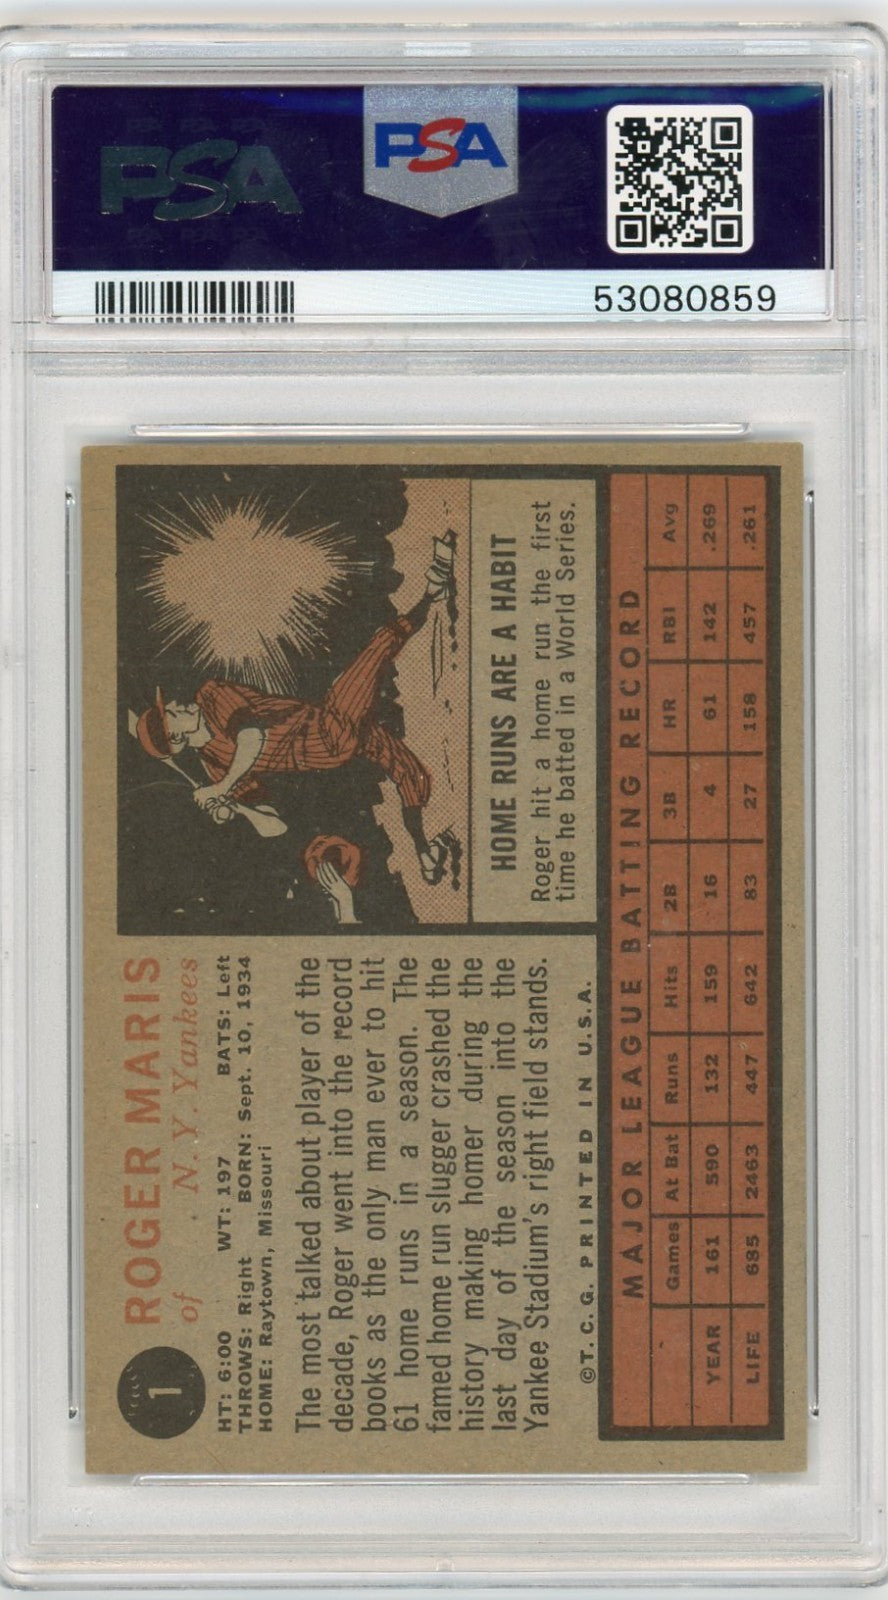 PSA
PSA
53080859
1
ROGER MARIS
of N. Y. Yankees
HT: 6:00 WT: 197 BATS: Left
THROWS: Right BORN: Sept. 10, 1934
HOME: Raytown, Missouri
The most talked about player of the
decade, Roger went into the record
books as the only man ever to hit
61 home runs in a season. The
famed home run slugger crashed the
history making homer during the
last day of the season into the
Yankee Stadium's right field stands.
©T. C. G. PRINTED IN U.S.A.
HOME RUNS ARE A HABIT
Roger hit a home run the first
time he batted in a World Series.
MAJOR LEAGUE BATTING RECORD
Games At Bat Runs Hits 2B 3B HR RBI Avg
YEAR 161 590 132 159 16 4 61 142 .269
LIFE 685 2463 447 642 83 27 158 457 .261